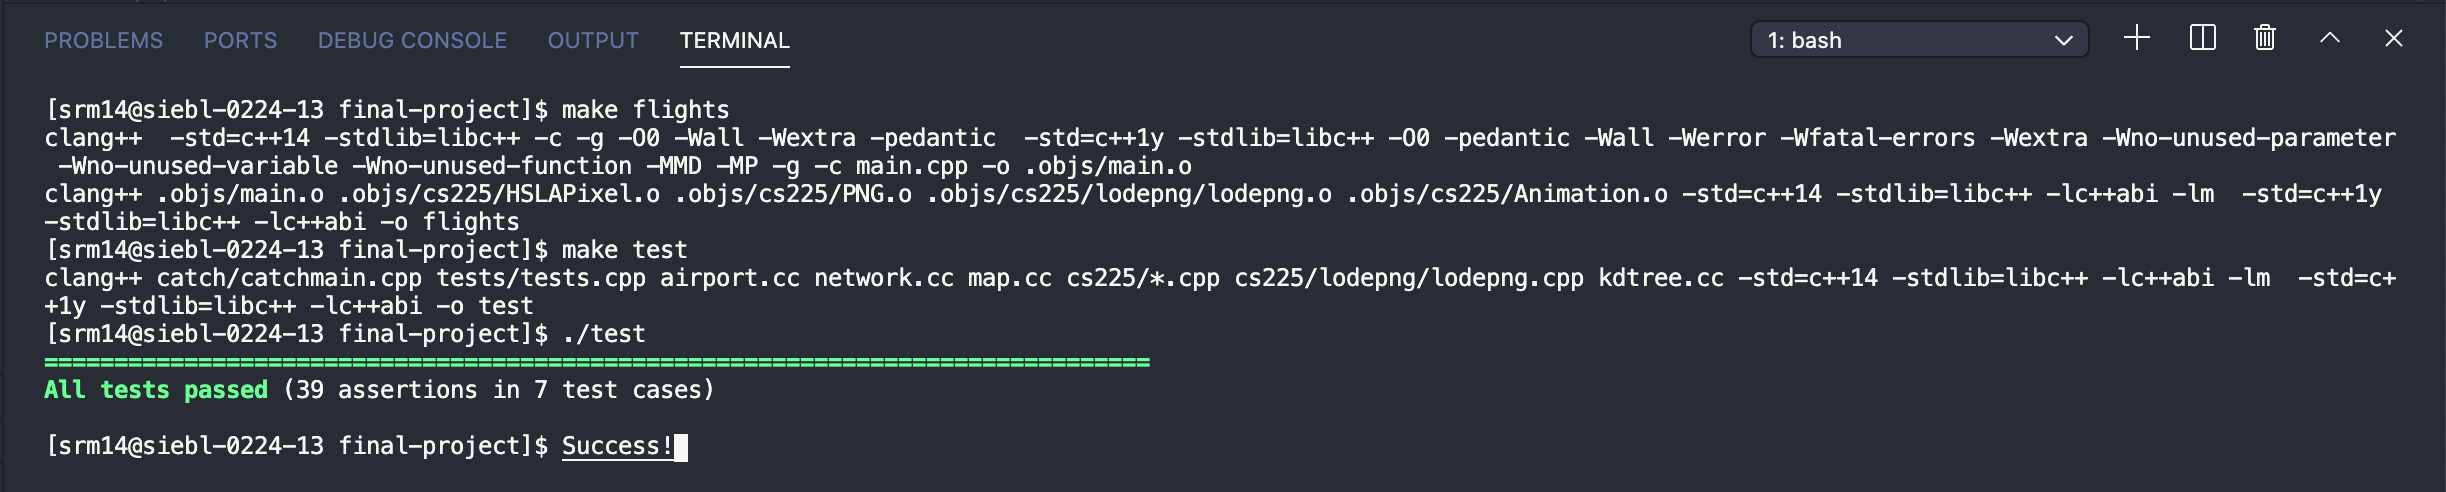 PROBLEMS PORTS DEBUG CONSOLE OUTPUT TERMINAL 1: bash
[srm14@siebl-0224-13 final-project]$ make flights
clang++  -std=c++14 -stdlib=libc++ -c -g -O0 -Wall -Wextra -pedantic  -std=c++1y -stdlib=libc++ -O0 -pedantic -Wall -Werror -Wfatal-errors -Wextra -Wno-unused-parameter
 -Wno-unused-variable -Wno-unused-function -MMD -MP -g -c main.cpp -o .objs/main.o
clang++ .objs/main.o .objs/cs225/HSLAPixel.o .objs/cs225/PNG.o .objs/cs225/lodepng/lodepng.o .objs/cs225/Animation.o -std=c++14 -stdlib=libc++ -lc++abi -lm  -std=c++1y
-stdlib=libc++ -lc++abi -o flights
[srm14@siebl-0224-13 final-project]$ make test
clang++ catch/catchmain.cpp tests/tests.cpp airport.cc network.cc map.cc cs225/*.cpp cs225/lodepng/lodepng.cpp kdtree.cc -std=c++14 -stdlib=libc++ -lc++abi -lm  -std=c+
+1y -stdlib=libc++ -lc++abi -o test
[srm14@siebl-0224-13 final-project]$ ./test
===============================================================================
All tests passed (39 assertions in 7 test cases)
[srm14@siebl-0224-13 final-project]$ Success!